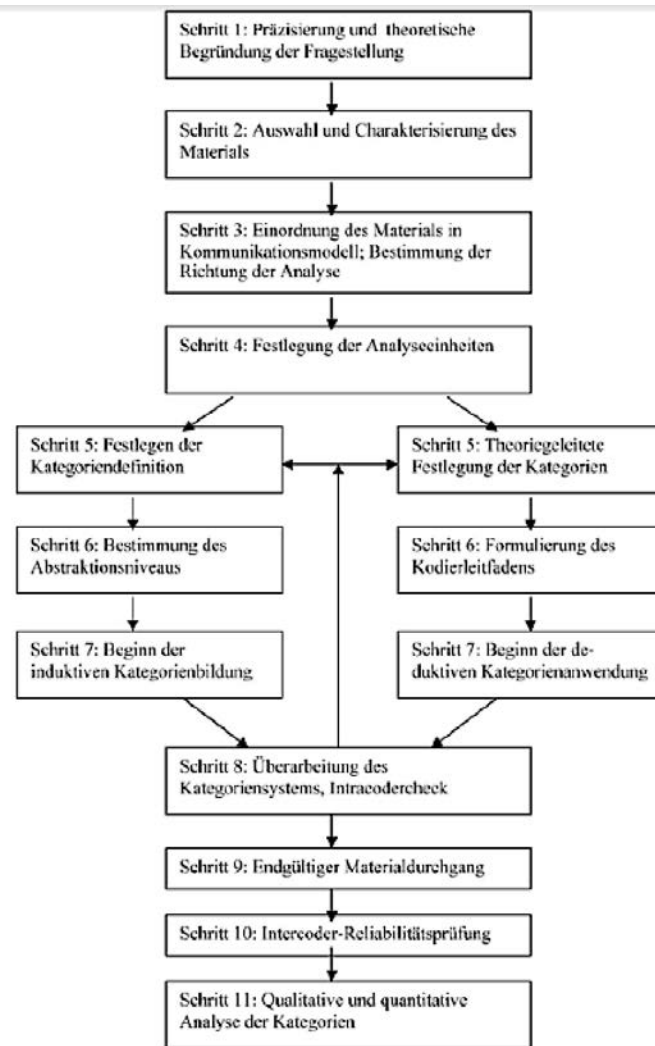 Schritt 1: Präzisierung und theoretische
Begründung der Fragestellung
Schritt 2: Auswahl und Charakterisierung des
Materials
Schritt 3: Einordnung des Materials in
Kommunikationsmodell; Bestimmung der
Richtung der Analyse
Schritt 4: Festlegung der Analyseeinheiten
Schritt 5: Festlegen der
Kategoriendefinition
Schritt 5: Theoriegeleitete
Festlegung der Kategorien
Schritt 6: Bestimmung des
Abstraktionsniveaus
Schritt 6: Formulierung des
Kodierleitfadens
Schritt 7: Beginn der
induktiven Kategorienbildung
Schritt 7: Beginn der de-
duktiven Kategorienanwendung
Schritt 8: Überarbeitung des
Kategoriensystems, Intracodercheck
Schritt 9: Endgültiger Materialdurchgang
Schritt 10: Intercoder-Reliabilitätsprüfung
Schritt 11: Qualitative und quantitative
Analyse der Kategorien